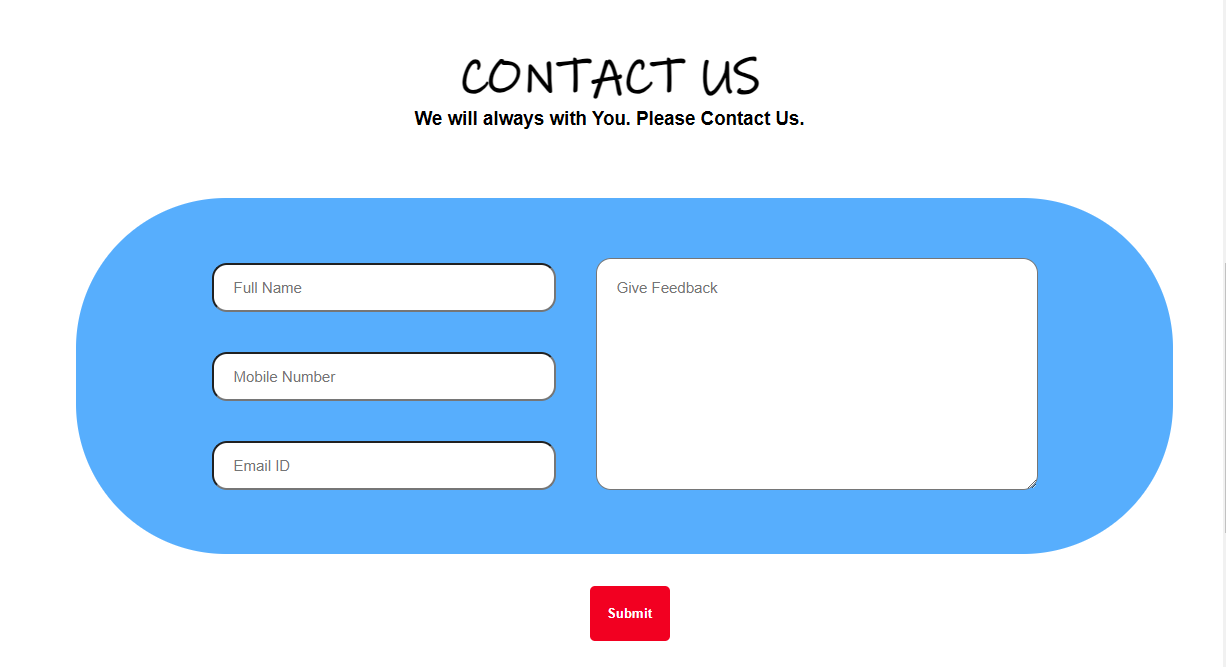 CONTACT US
We will always with You. Please Contact Us.
Full Name
Give Feedback
Mobile Number
Email ID
Submit